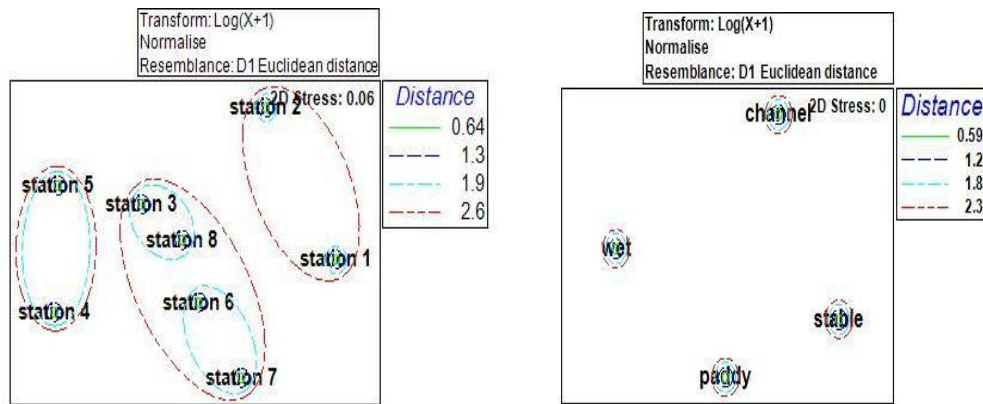 Transform: Log(X+1)
Normalise
Resemblance: D1 Euclidean distance
2D Stress: 0.06
station 2
station 5
station 3
station 8
station 1
station 6
station 4
station 7
Distance
0.64
1.3
1.9
2.6
Transform: Log(X+1)
Normalise
Resemblance: D1 Euclidean distance
2D Stress: 0
channer
wet
stable
paddy
Distance
0.59
1.2
1.8
2.3